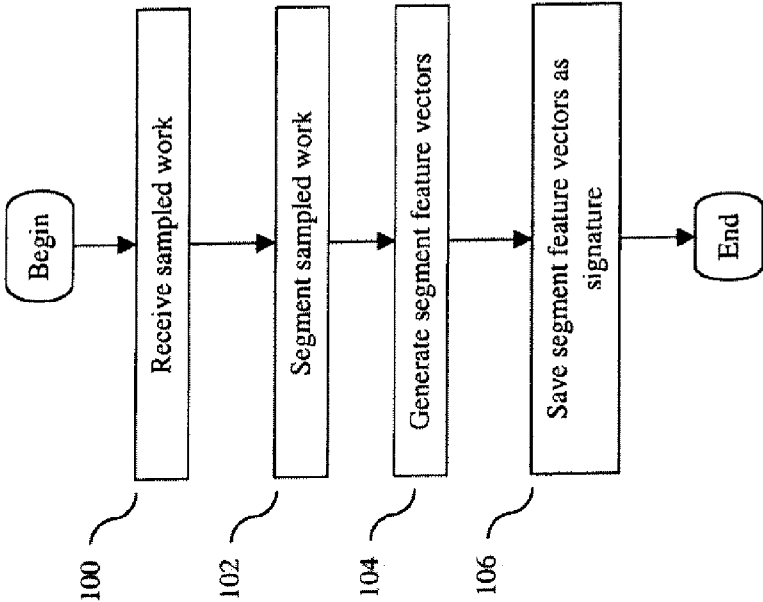 Begin
100
Receive sampled work
102
Segment sampled work
104
Generate segment feature vectors
106
Save segment feature vectors as
signature
End